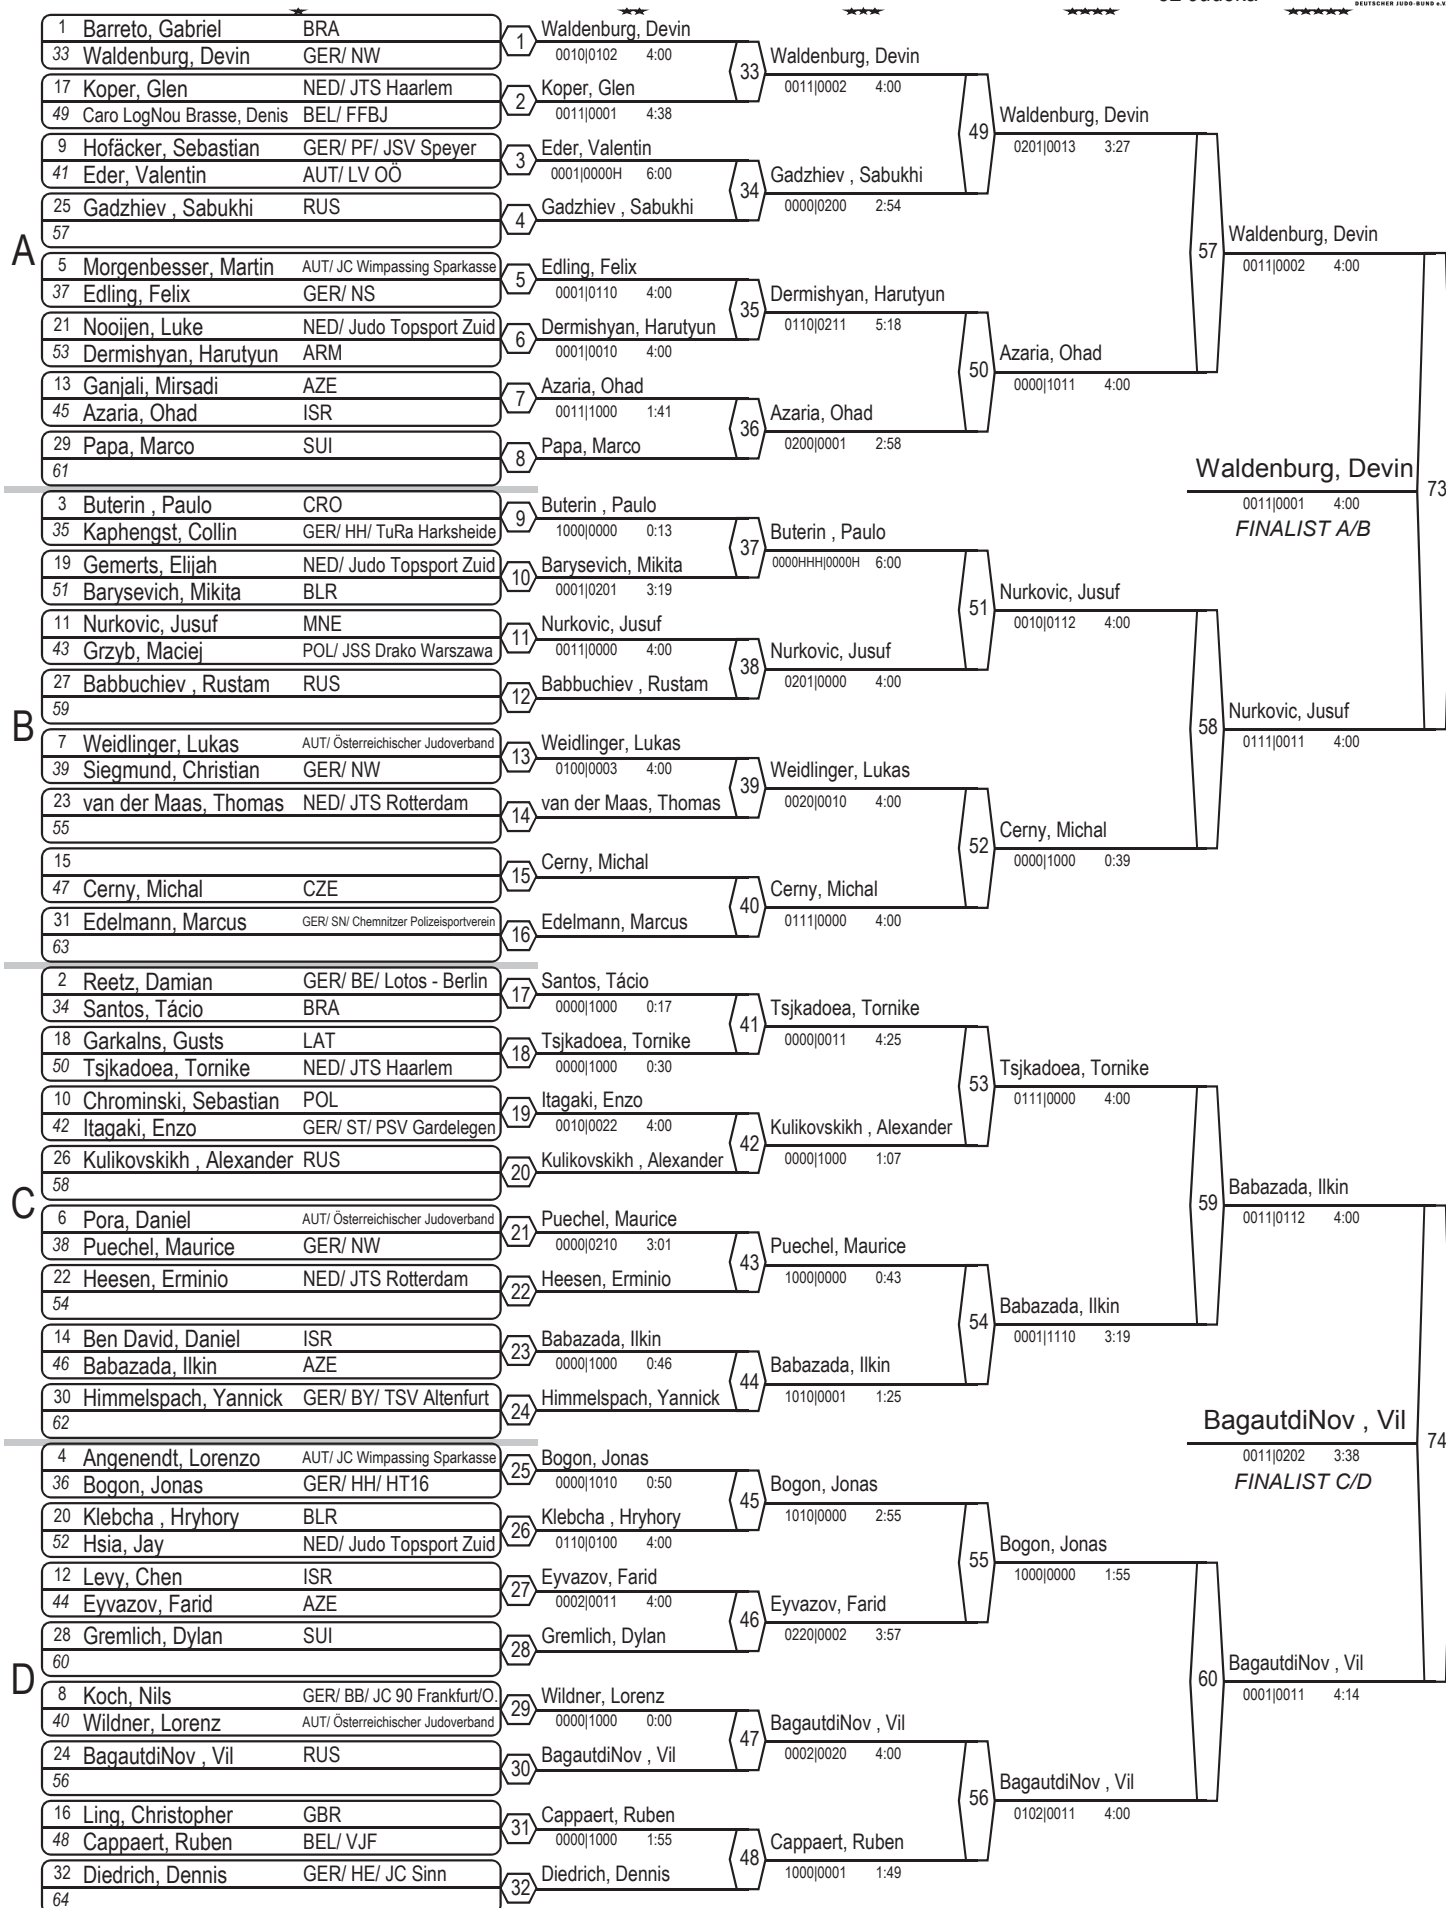 DEUTSCHER JUDO-BUND e.V.
A
1 Barreto, Gabriel BRA
33 Waldenburg, Devin GER/ NW
1
17 Koper, Glen NED/ JTS Haarlem
49 Caro LogNou Brasse, Denis BEL/ FFBJ
2
9 Hofäcker, Sebastian GER/ PF/ JSV Speyer
41 Eder, Valentin AUT/ LV OÖ
3
25 Gadzhiev , Sabukhi RUS
57
4
5 Morgenbesser, Martin AUT/ JC Wimpassing Sparkasse
37 Edling, Felix GER/ NS
5
21 Nooijen, Luke NED/ Judo Topsport Zuid
53 Dermishyan, Harutyun ARM
6
13 Ganjali, Mirsadi AZE
45 Azaria, Ohad ISR
7
29 Papa, Marco SUI
61
8
B
3 Buterin , Paulo CRO
35 Kaphengst, Collin GER/ HH/ TuRa Harksheide
9
19 Gemerts, Elijah NED/ Judo Topsport Zuid
51 Barysevich, Mikita BLR
10
11 Nurkovic, Jusuf MNE
43 Grzyb, Maciej POL/ JSS Drako Warszawa
11
27 Babbuchiev , Rustam RUS
59
12
7 Weidlinger, Lukas AUT/ Österreichischer Judoverband
39 Siegmund, Christian GER/ NW
13
23 van der Maas, Thomas NED/ JTS Rotterdam
55
14
15
47 Cerny, Michal CZE
15
31 Edelmann, Marcus GER/ SN/ Chemnitzer Polizeisportverein
63
16
C
2 Reetz, Damian GER/ BE/ Lotos - Berlin
34 Santos, Tácio BRA
17
18 Garkalns, Gusts LAT
50 Tsjkadoea, Tornike NED/ JTS Haarlem
18
10 Chrominski, Sebastian POL
42 Itagaki, Enzo GER/ ST/ PSV Gardelegen
19
26 Kulikovskikh , Alexander RUS
58
20
6 Pora, Daniel AUT/ Österreichischer Judoverband
38 Puechel, Maurice GER/ NW
21
22 Heesen, Erminio NED/ JTS Rotterdam
54
22
14 Ben David, Daniel ISR
46 Babazada, Ilkin AZE
23
30 Himmelspach, Yannick GER/ BY/ TSV Altenfurt
62
24
D
4 Angenendt, Lorenzo AUT/ JC Wimpassing Sparkasse
36 Bogon, Jonas GER/ HH/ HT16
25
20 Klebcha , Hryhory BLR
52 Hsia, Jay NED/ Judo Topsport Zuid
26
12 Levy, Chen ISR
44 Eyvazov, Farid AZE
27
28 Gremlich, Dylan SUI
60
28
8 Koch, Nils GER/ BB/ JC 90 Frankfurt/O.
40 Wildner, Lorenz AUT/ Österreichischer Judoverband
29
24 BagautdiNov , Vil RUS
56
30
16 Ling, Christopher GBR
48 Cappaert, Ruben BEL/ VJF
31
32 Diedrich, Dennis GER/ HE/ JC Sinn
64
32
Waldenburg, Devin
0010|0102 4:00
33
Koper, Glen
0011|0001 4:38
Eder, Valentin
0001|0000H 6:00
34
Gadzhiev , Sabukhi
Edling, Felix
0001|0110 4:00
35
Dermishyan, Harutyun
0001|0010 4:00
Azaria, Ohad
0011|1000 1:41
36
Papa, Marco
Buterin , Paulo
1000|0000 0:13
37
Barysevich, Mikita
0001|0201 3:19
Nurkovic, Jusuf
0011|0000 4:00
38
Babbuchiev , Rustam
Weidlinger, Lukas
0100|0003 4:00
39
van der Maas, Thomas
Cerny, Michal
40
Edelmann, Marcus
Santos, Tácio
0000|1000 0:17
41
Tsjkadoea, Tornike
0000|1000 0:30
Itagaki, Enzo
0010|0022 4:00
42
Kulikovskikh , Alexander
Puechel, Maurice
0000|0210 3:01
43
Heesen, Erminio
Babazada, Ilkin
0000|1000 0:46
44
Himmelspach, Yannick
Bogon, Jonas
0000|1010 0:50
45
Klebcha , Hryhory
0110|0100 4:00
Eyvazov, Farid
0002|0011 4:00
46
Gremlich, Dylan
Wildner, Lorenz
0000|1000 0:00
47
BagautdiNov , Vil
Cappaert, Ruben
0000|1000 1:55
48
Diedrich, Dennis
Waldenburg, Devin
0011|0002 4:00
49
Gadzhiev , Sabukhi
0000|0200 2:54
Dermishyan, Harutyun
0110|0211 5:18
50
Azaria, Ohad
0200|0001 2:58
Buterin , Paulo
0000HHH|0000H 6:00
51
Nurkovic, Jusuf
0201|0000 4:00
Weidlinger, Lukas
0020|0010 4:00
52
Cerny, Michal
0111|0000 4:00
Tsjkadoea, Tornike
0000|0011 4:25
53
Kulikovskikh , Alexander
0000|1000 1:07
Puechel, Maurice
1000|0000 0:43
54
Babazada, Ilkin
1010|0001 1:25
Bogon, Jonas
1010|0000 2:55
55
Eyvazov, Farid
0220|0002 3:57
BagautdiNov , Vil
0002|0020 4:00
56
Cappaert, Ruben
1000|0001 1:49
Waldenburg, Devin
0201|0013 3:27
57
Azaria, Ohad
0000|1011 4:00
Nurkovic, Jusuf
0010|0112 4:00
58
Cerny, Michal
0000|1000 0:39
Tsjkadoea, Tornike
0111|0000 4:00
59
Babazada, Ilkin
0001|1110 3:19
Bogon, Jonas
1000|0000 1:55
60
BagautdiNov , Vil
0102|0011 4:00
Waldenburg, Devin
0011|0002 4:00
Waldenburg, Devin
0011|0001 4:00
FINALIST A/B
73
Nurkovic, Jusuf
0111|0011 4:00
Babazada, Ilkin
0011|0112 4:00
BagautdiNov , Vil
0011|0202 3:38
FINALIST C/D
74
BagautdiNov , Vil
0001|0011 4:14